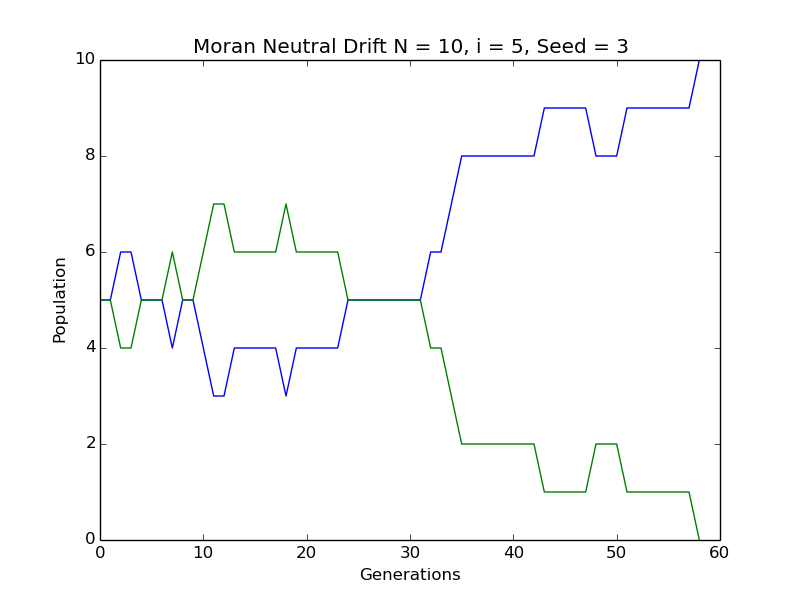 Moran Neutral Drift N = 10, i = 5, Seed = 3
10
8
6
4
2
0
Population
0 10 20 30 40 50 60
Generations